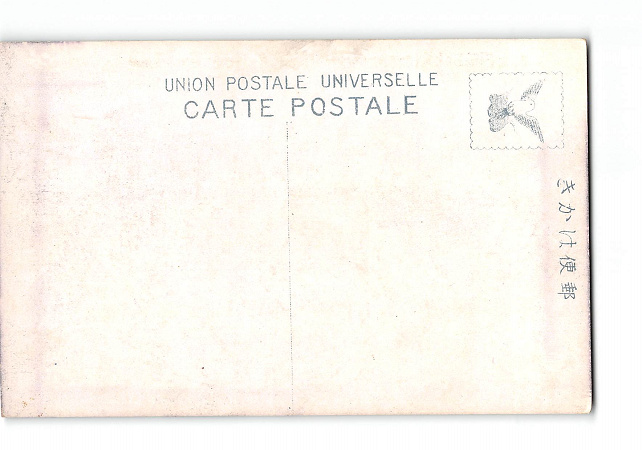 UNION POSTALE UNIVERSELLE
CARTE POSTALE
きかは便郵